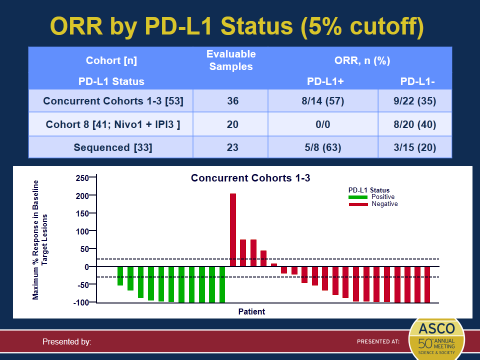 ORR by PD-L1 Status (5% cutoff)
Cohort [n] Evaluable Samples ORR, n (%)
PD-L1 Status PD-L1+ PD-L1-
Concurrent Cohorts 1-3 [53] 36 8/14 (57) 9/22 (35)
Cohort 8 [41; Nivo1 + IPI3 ] 20 0/0 8/20 (40)
Sequenced [33] 23 5/8 (63) 3/15 (20)
Concurrent Cohorts 1-3
PD-L1 Status
Positive
Negative
Maximum % Response in Baseline
Target Lesions
250
200
150
100
50
0
-50
-100
Patient
Presented by:
PRESENTED AT:
ASCO
50TH ANNUAL
MEETING
SCIENCE & SOCIETY